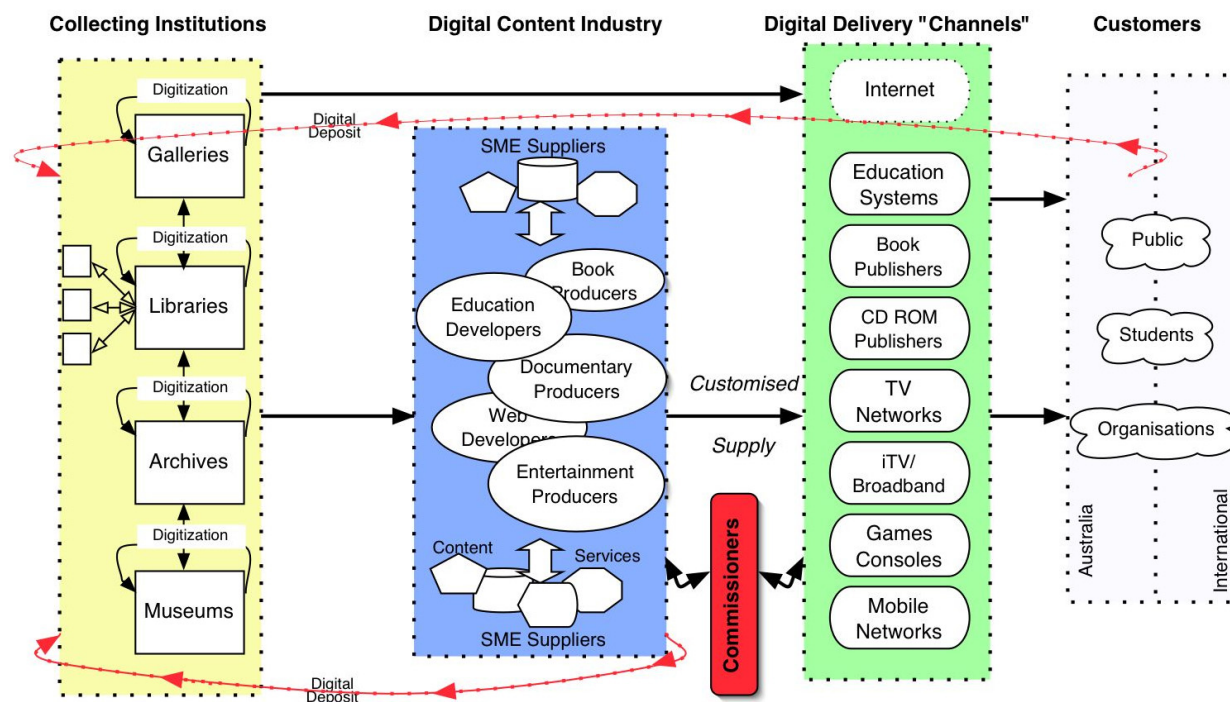 Collecting Institutions
Digital Content Industry
Digital Delivery "Channels"
Customers
Digitization
Galleries
Digitization
Libraries
Digitization
Archives
Digitization
Museums
Digital
Deposit
SME Suppliers
Book
Producers
Education
Developers
Documentary
Producers
Web
Developers
Entertainment
Producers
Content
Services
SME Suppliers
Digital
Deposit
Customised
Supply
Commissioners
Internet
Education
Systems
Book
Publishers
CD ROM
Publishers
TV
Networks
iTV/
Broadband
Games
Consoles
Mobile
Networks
Public
Students
Organisations
Australia
International